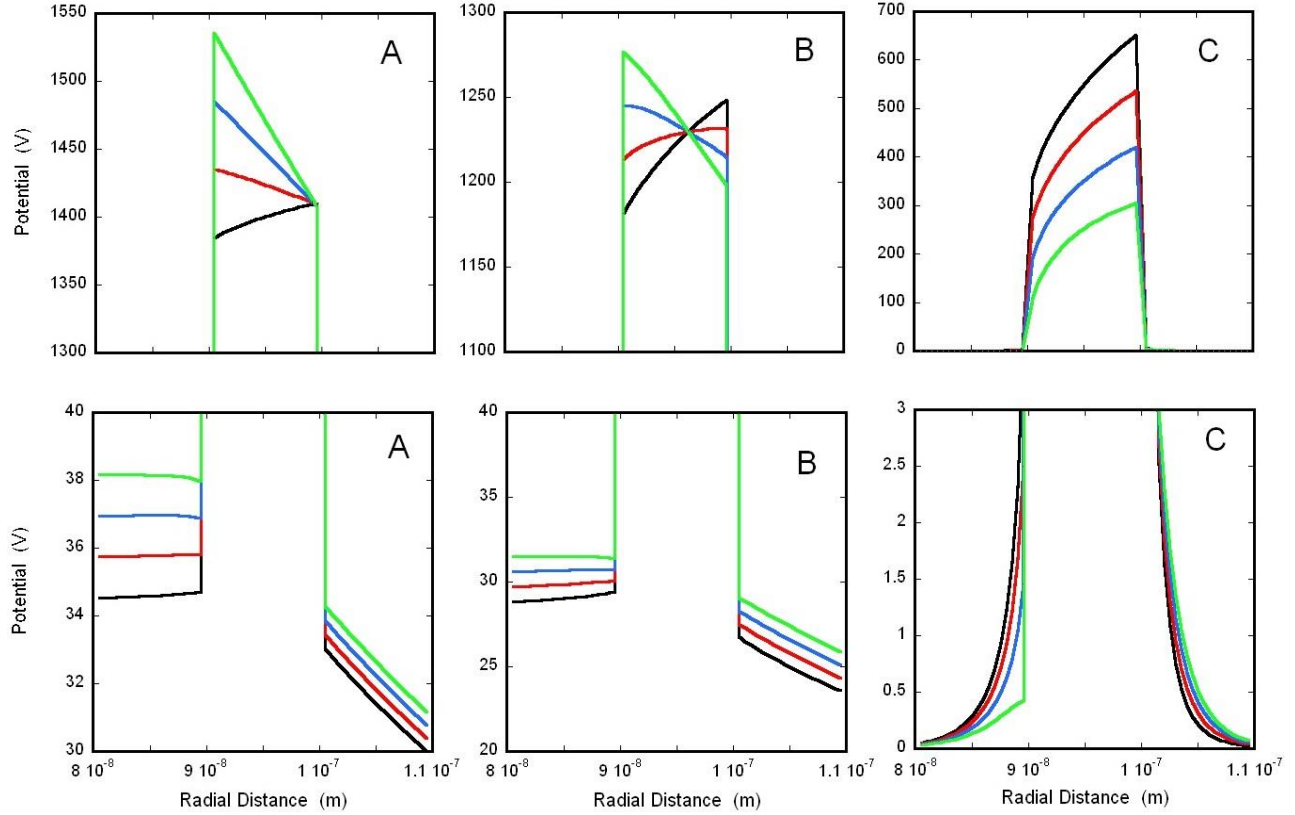 A
B
C
1550
1500
1450
1400
1350
1300
1300
1250
1200
1150
1100
700
600
500
400
300
200
100
0
Potential (V)
A
B
C
40
38
36
34
32
30
40
35
30
25
20
3
2.5
2
1.5
1
0.5
0
Potential (V)
8 10-8 9 10-8 1 10-7 1.1 10-7
8 10-8 9 10-8 1 10-7 1.1 10-7
8 10-8 9 10-8 1 10-7 1.1 10-7
Radial Distance (m)
Radial Distance (m)
Radial Distance (m)